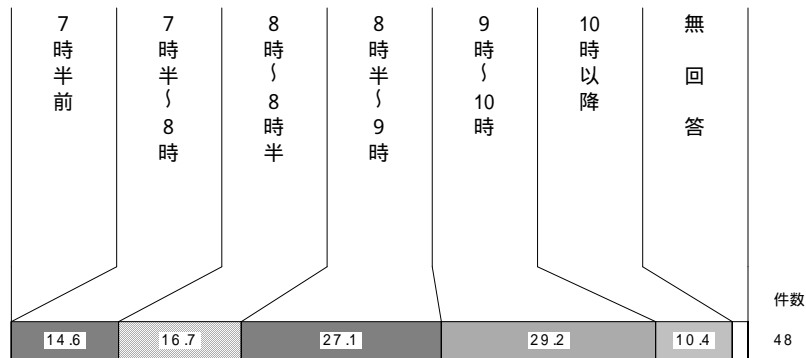 7時半前
7時半～8時
8時～8時半
8時半～9時
9時～10時
10時以降
無回答
件数
14.6
16.7
27.1
29.2
10.4
48